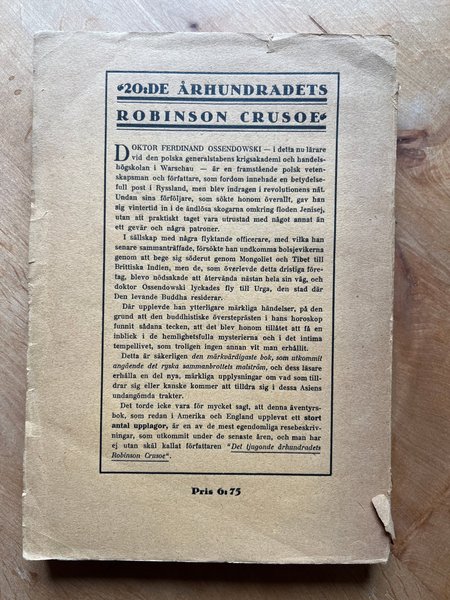 20:DE ÅRHUNDRADETS
ROBINSON CRUSOE
DOKTOR FERDINAND OSSENDOWSKI — i detta nu lärare
vid den polska generalstabens krigsakademi och handels-
högskolan i Warschau — är en framstående polsk veten-
skapsman och författare, som fordom innehade en betydelse-
full post i Ryssland, men blev indragen i revolutionens nät.
Undan sina förföljare, som sökte honom överallt, gav han
sig vintertid in i de ändlösa skogarna omkring floden Jenisej,
utan att praktiskt taget vara utrustad med något annat än
ett gevär och några patroner.
I sällskap med några flyktande officerare, med vilka han
senare sammanträffade, försökte han undkomma bolsjevikerna
genom att bege sig söderut genom Mongoliet och Tibet till
Brittiska Indien, men de, som överlevde detta dristiga före-
tag, blevo nödsakade att återvända nästan hela sin väg, och
doktor Ossendowski lyckades fly till Urga, den stad där
Den levande Buddha residerar.
Där upplevde han ytterligare märkliga händelser, på
den grund att den buddhistiske överstepråsten i hans horoskop
funnit sådana tecken, att det blev honom tillåtet att få en
inblick i de hemlighetsfulla mysterierna och i det intima
tempellivet, som troligen ingen annan vit man erhållit.
Detta är säkerligen den märkvärdigaste bok, som utkommit
angående det ryska sammanbrottets malström, och dess läsare
erhålla en del nya, märkliga upplysningar om vad som till-
drar sig eller kanske kommer att tilldra sig i dessa Asiens
undangömda trakter.
Det torde icke vara för mycket sagt, att denna äventyrs-
bok, som redan i Amerika och England upplevat ett stort
antal upplagor, är en av de mest egendomliga resebeskriv-
ningar, som utkommit under de senaste åren, och man har
ej utan skäl kallat författaren "Det tjugonde århundradets
Robinson Crusoe".
Pris 6:75